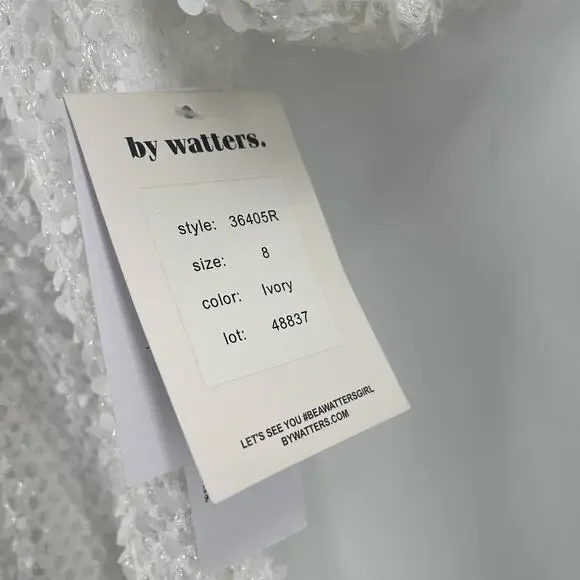 by watters.
style: 36405R
size: 8
color: Ivory
lot: 48837
LET'S SEE YOU #BEAWATTERSGIRL
BYWATTERS.COM